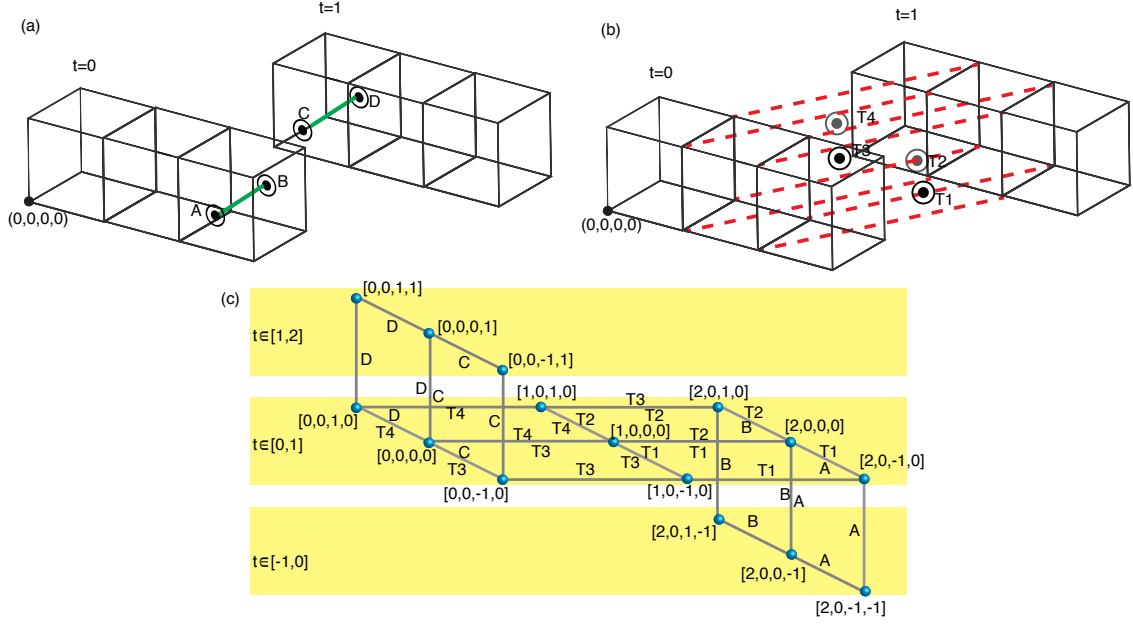 (a)
t=1
t=0
C
D
A
B
(0,0,0,0)
(b)
t=1
t=0
T4
T3
T2
T1
(0,0,0,0)
(c)
[0,0,1,1]
t∈[1,2]
D
[0,0,0,1]
C
[0,0,-1,1]
D
D
C
[1,0,1,0]
T3
[2,0,1,0]
[0,0,1,0]
D
T4
C
T2
T2
T2
t∈[0,1]
T4
T4
T4
[1,0,0,0]
T2
B
[2,0,0,0]
[0,0,0,0]
C
T3
T3
T1
T1
T1
[2,0,-1,0]
T3
T3
T3
B
T1
A
[0,0,-1,0]
[1,0,-1,0]
B
A
[2,0,1,-1]
B
A
t∈[-1,0]
[2,0,0,-1]
A
[2,0,-1,-1]